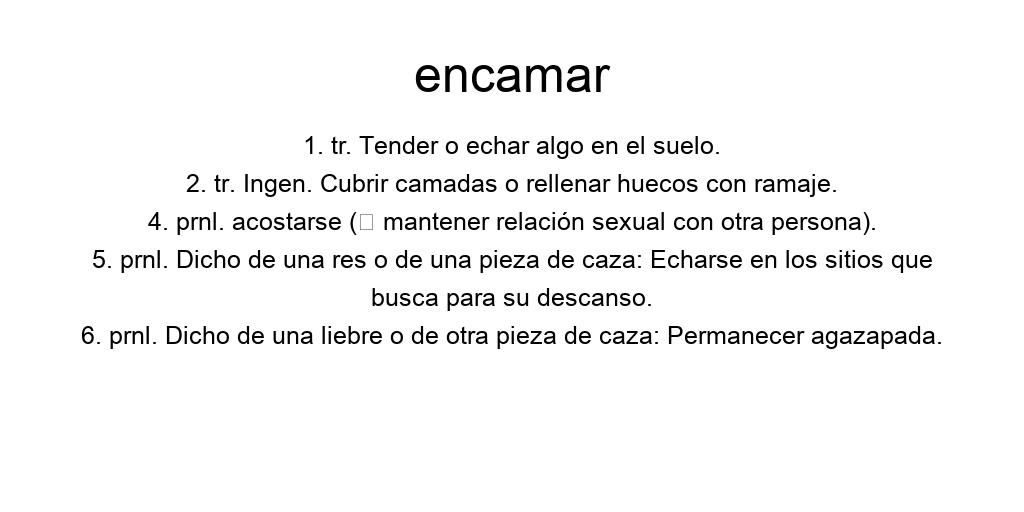 encamar
1. tr. Tender o echar algo en el suelo.
2. tr. Ingen. Cubrir camadas o rellenar huecos con ramaje.
4. prnl. acostarse (□ mantener relación sexual con otra persona).
5. prnl. Dicho de una res o de una pieza de caza: Echarse en los sitios que
busca para su descanso.
6. prnl. Dicho de una liebre o de otra pieza de caza: Permanecer agazapada.